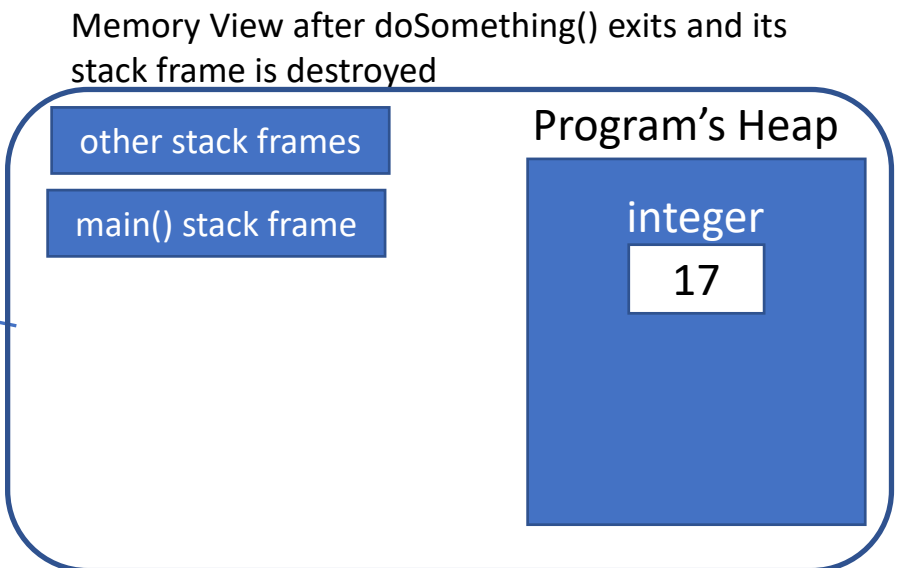 Memory View after doSomething() exits and its
stack frame is destroyed
other stack frames
Program’s Heap
main() stack frame
integer
17